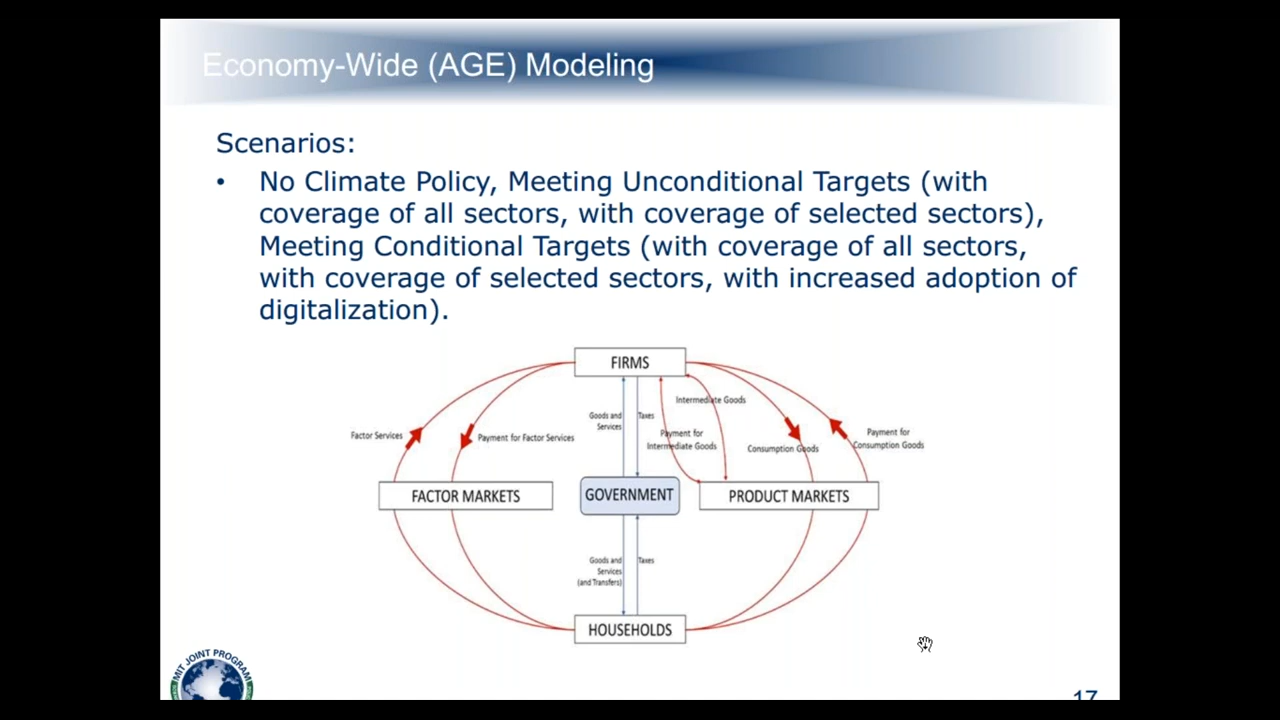 Economy-Wide (AGE) Modeling
Scenarios:
• No Climate Policy, Meeting Unconditional Targets (with
coverage of all sectors, with coverage of selected sectors),
Meeting Conditional Targets (with coverage of all sectors,
with coverage of selected sectors, with increased adoption of
digitalization).
FIRMS
Intermediate Goods
Goods and
Services
Taxes
Factor Services
Payment for Factor Services
Payment for
Intermediate Goods
Consumption Goods
Payment for
Consumption Goods
FACTOR MARKETS
GOVERNMENT
PRODUCT MARKETS
Goods and
Services
(and Transfers)
Taxes
HOUSEHOLDS
MIT JOINT PROGRAM
17